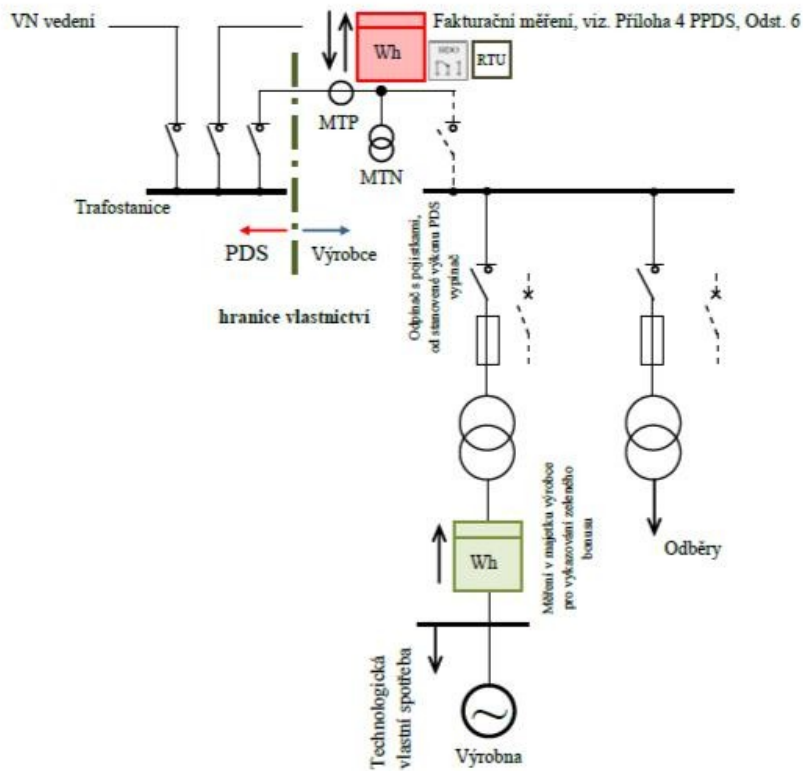 VN vedení
Fakturační měření, viz. Příloha 4 PPDS, Odst. 6
Wh
HDO
RTU
MTP
MTN
Trafostanice
PDS
Výrobce
hranice vlastnictví
Odpínač s pojistkami,
od stanovené výkonu PDS
vypínač
Wh
Měření v majetku výrobce
pro vykazování zeleného
bonusu
Odběry
Technologická
vlastní spotřeba
Výrobna